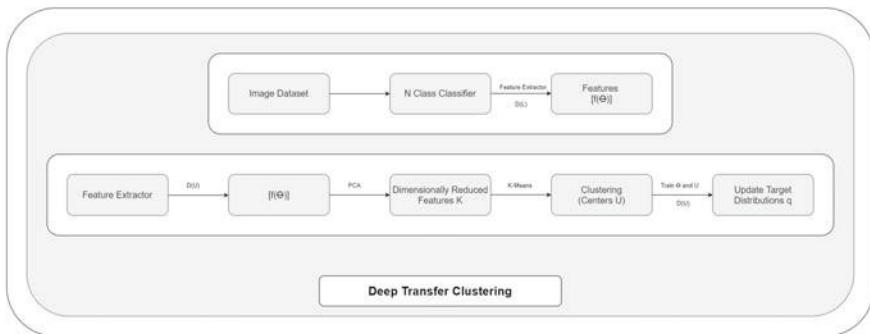 Image Dataset
N Class Classifier
Feature Extractor
D(L)
Features
[f(Θ)]
Feature Extractor
D(U)
[f(Θ)]
PCA
Dimensionally Reduced
Features K
K-Means
Clustering
(Centers U)
Train Θ and U
D(U)
Update Target
Distributions q
Deep Transfer Clustering